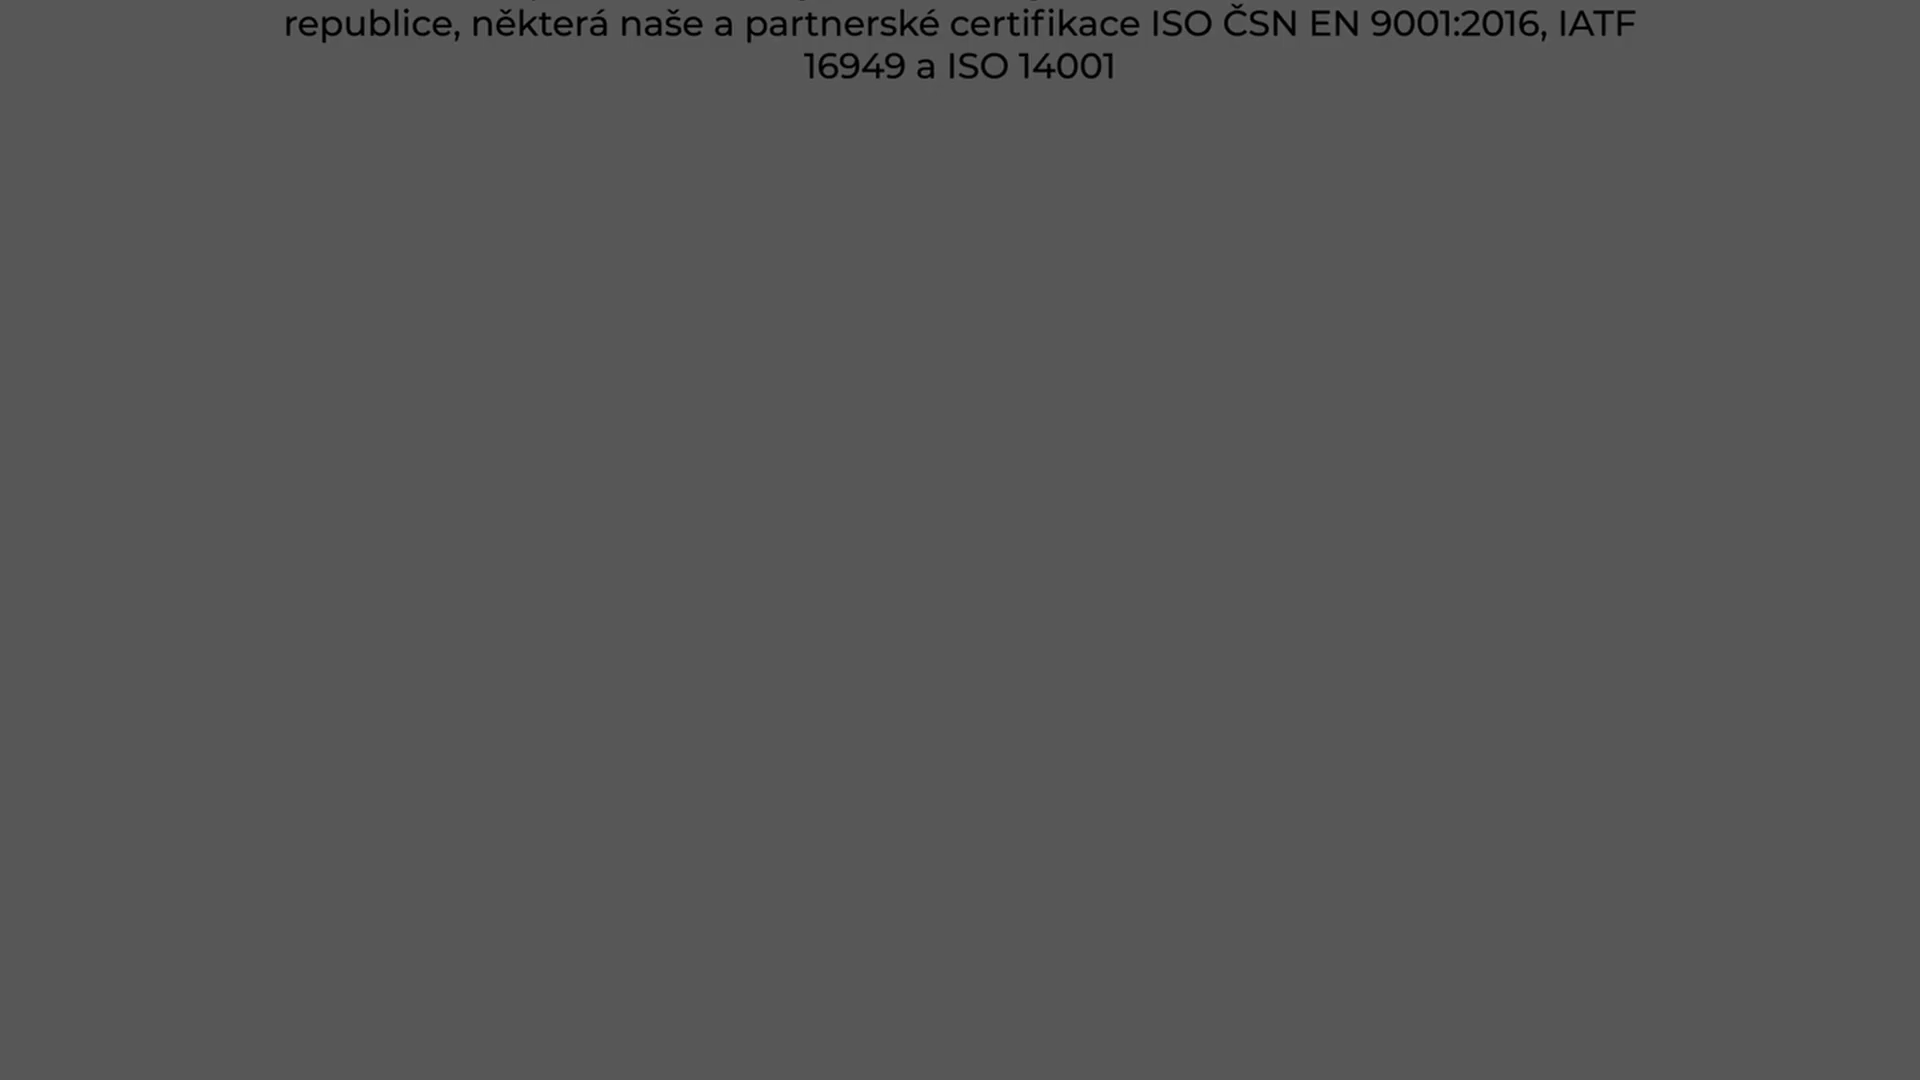 republice, některá naše a partnerské certifikace ISO ČSN EN 9001:2016, IATF
16949 a ISO 14001